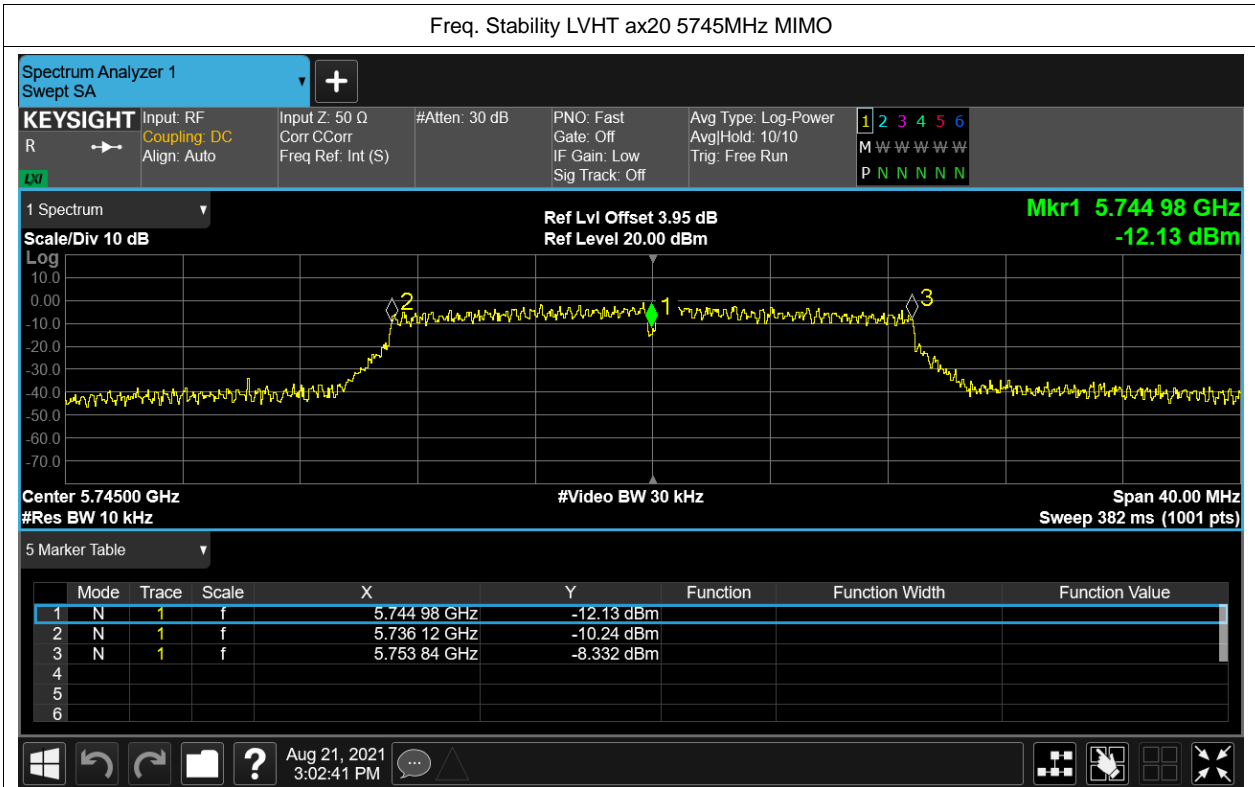 Freq. Stability LVHT ax20 5745MHz MIMO
Spectrum Analyzer 1
Swept SA
+
KEYSIGHT
R
LXI
Input: RF
Coupling: DC
Align: Auto
Input Z: 50 Ω
Corr CCorr
Freq Ref: Int (S)
#Atten: 30 dB
PNO: Fast
Gate: Off
IF Gain: Low
Sig Track: Off
Avg Type: Log-Power
Avg|Hold: 10/10
Trig: Free Run
1 2 3 4 5 6
M W W W W W
P N N N N N
1 Spectrum
Scale/Div 10 dB
Ref Lvl Offset 3.95 dB
Ref Level 20.00 dBm
Mkr1 5.744 98 GHz
-12.13 dBm
Log
10.0
0.00
-10.0
-20.0
-30.0
-40.0
-50.0
-60.0
-70.0
2
1
3
Center 5.74500 GHz
#Video BW 30 kHz
Span 40.00 MHz
#Res BW 10 kHz
Sweep 382 ms (1001 pts)
5 Marker Table
Mode Trace Scale X Y Function Function Width Function Value
1 N 1 f 5.744 98 GHz -12.13 dBm
2 N 1 f 5.736 12 GHz -10.24 dBm
3 N 1 f 5.753 84 GHz -8.332 dBm
4
5
6
?
Aug 21, 2021
3:02:41 PM